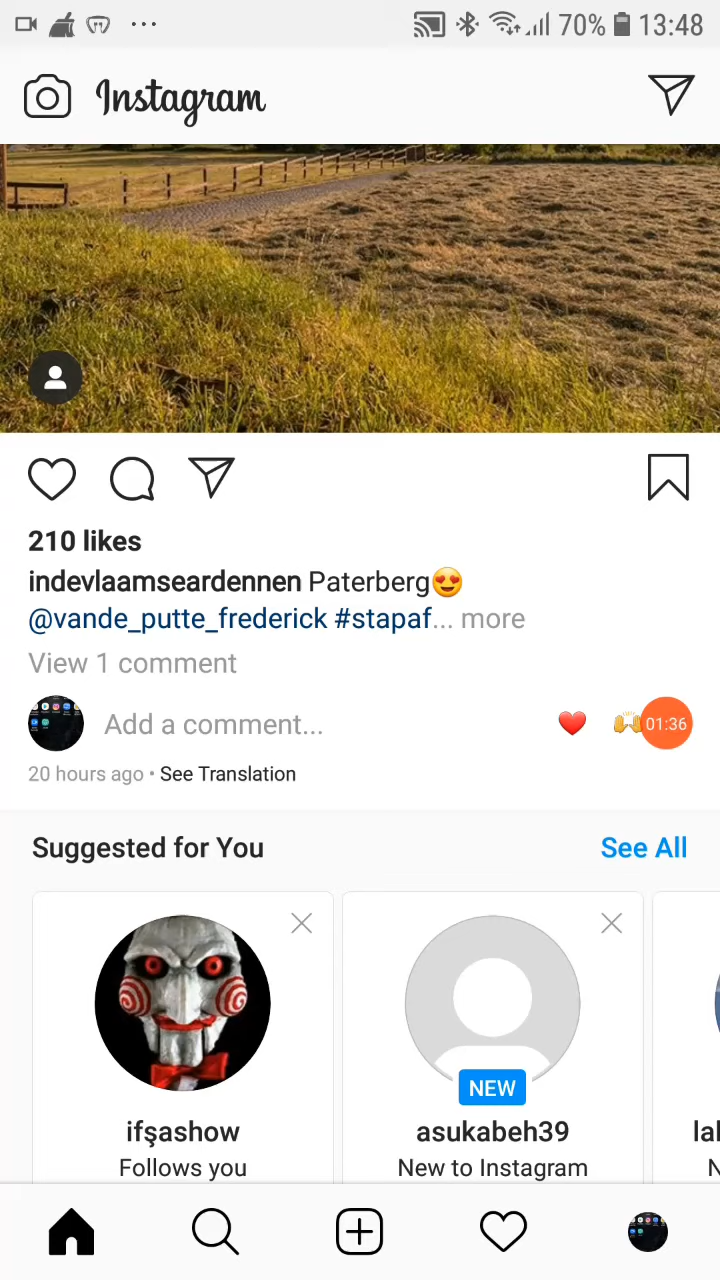 70% 13:48
Instagram
210 likes
indevlaamseardennen Paterberg😍
@vande_putte_frederick #stapaf... more
View 1 comment
Add a comment...
01:36
20 hours ago • See Translation
Suggested for You
See All
NEW
ifşashow
asukabeh39
Follows you
New to Instagram